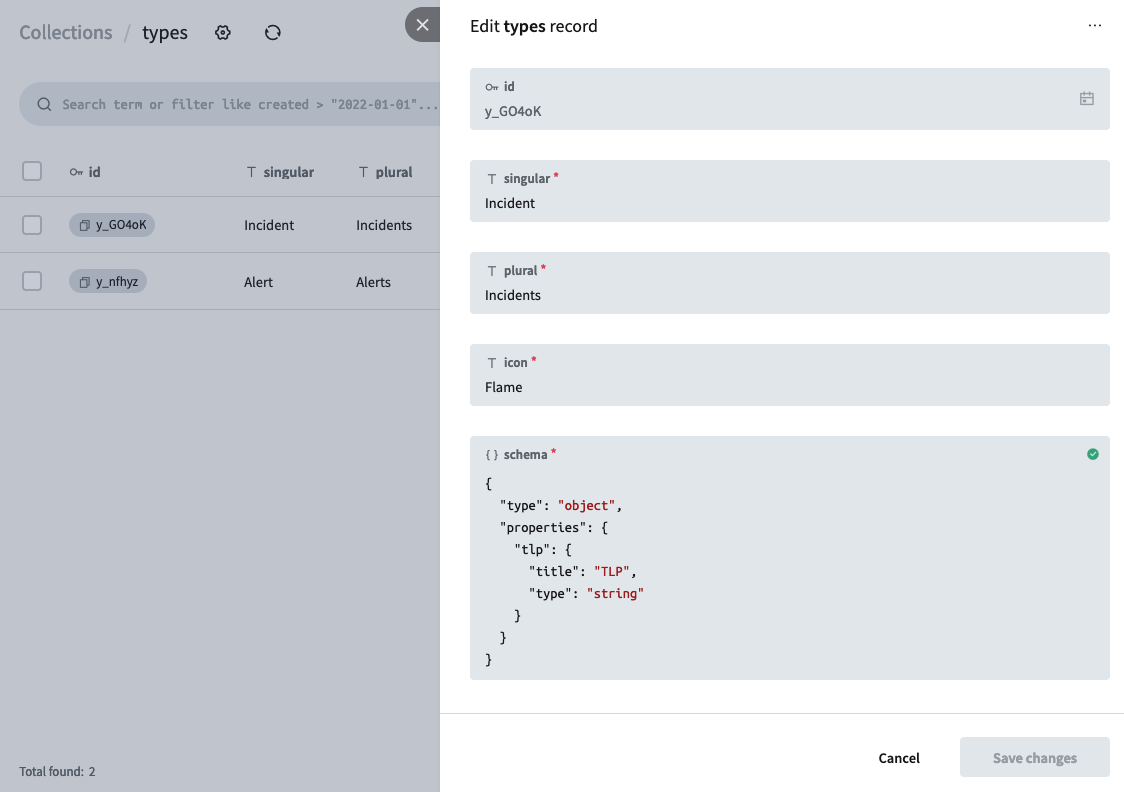 Collections / types
Search term or filter like created > "2022-01-01"...
id singular plural
y_GO4oK Incident Incidents
y_nfhyz Alert Alerts
Total found: 2
Edit types record
id
y_GO4oK
singular *
Incident
plural *
Incidents
icon *
Flame
{ } schema *
{
  "type": "object",
  "properties": {
    "tlp": {
      "title": "TLP",
      "type": "string"
    }
  }
}
Cancel Save changes